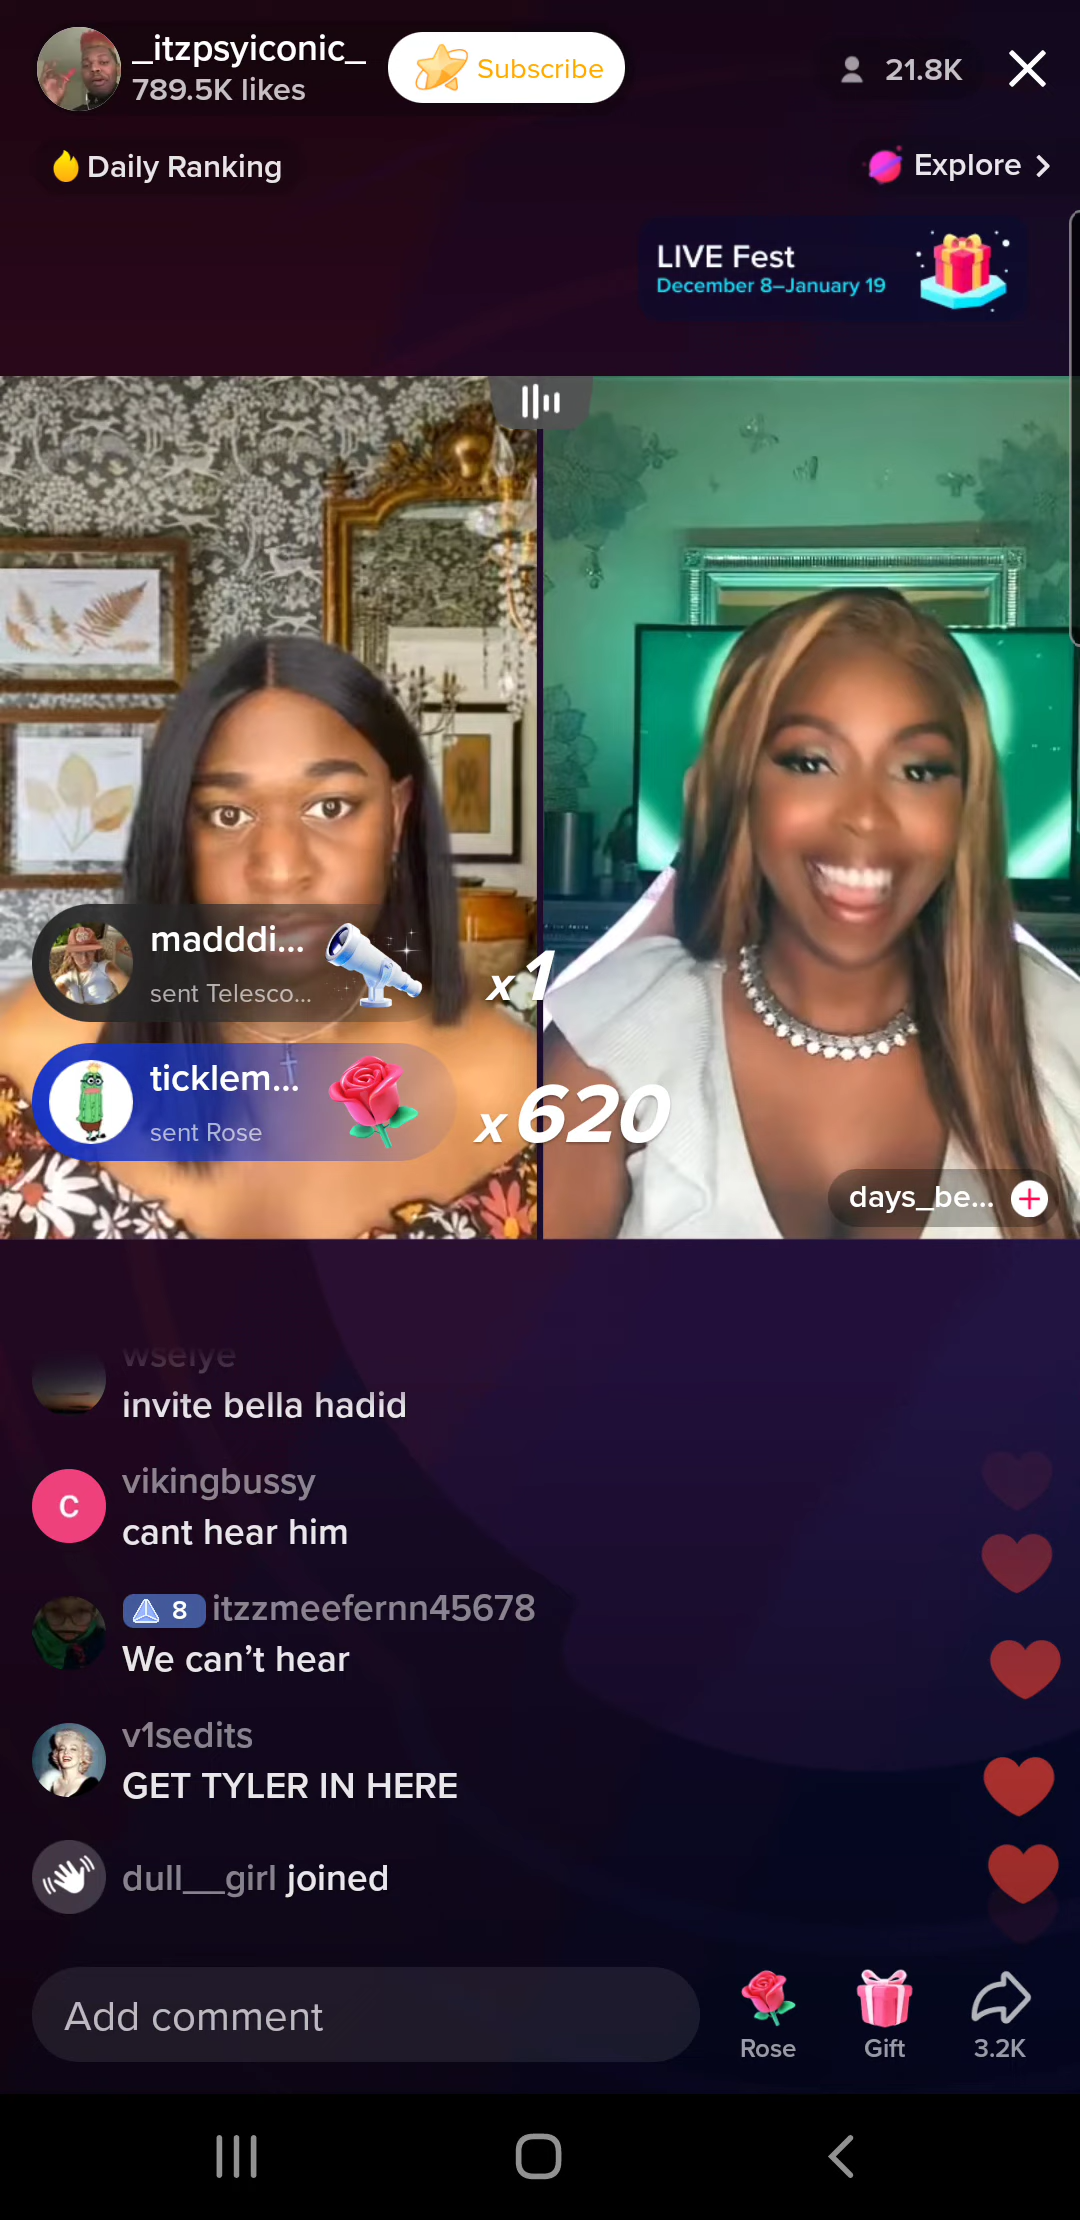 _itzpsyiconic_
789.5K likes
Subscribe
21.8K
Daily Ranking
Explore
LIVE Fest
December 8–January 19
madddi...
sent Telesco...
x1
ticklem...
sent Rose
x620
days_be...
wselye
invite bella hadid
C
vikingbussy
cant hear him
8 itzzmeefernn45678
We can’t hear
v1sedits
GET TYLER IN HERE
dull__girl joined
Add comment
Rose
Gift
3.2K